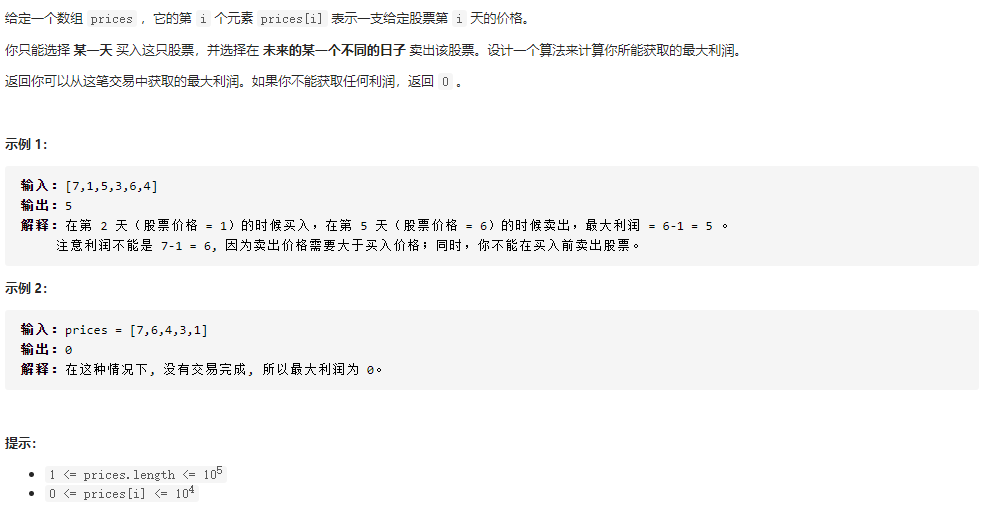 给定一个数组 prices ，它的第 i 个元素 prices[i] 表示一支给定股票第 i 天的价格。
你只能选择 某一天 买入这只股票，并选择在 未来的某一个不同的日子 卖出该股票。设计一个算法来计算你所能获取的最大利润。
返回你可以从这笔交易中获取的最大利润。如果你不能获取任何利润，返回 0 。
示例 1：
输入：[7,1,5,3,6,4]
输出：5
解释：在第 2 天（股票价格 = 1）的时候买入，在第 5 天（股票价格 = 6）的时候卖出，最大利润 = 6-1 = 5 。
注意利润不能是 7-1 = 6, 因为卖出价格需要大于买入价格；同时，你不能在买入前卖出股票。
示例 2：
输入：prices = [7,6,4,3,1]
输出：0
解释：在这种情况下, 没有交易完成, 所以最大利润为 0。
提示：
1 <= prices.length <= 10⁵
0 <= prices[i] <= 10⁴